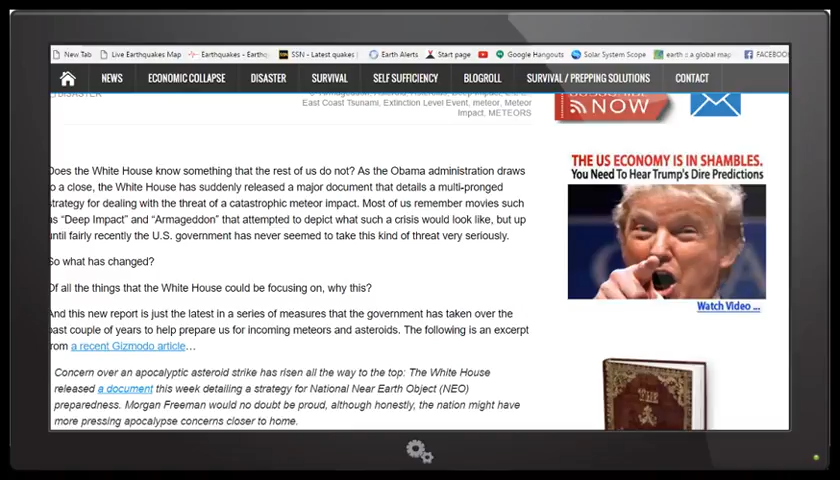 New Tab Live Earthquakes Map Earthquakes - Earthq SSN - Latest quakes | Earth Alerts Start page Google Hangouts Solar System Scope earth :: a global map FACEBOO
NEWS ECONOMIC COLLAPSE DISASTER SURVIVAL SELF SUFFICIENCY BLOGROLL SURVIVAL / PREPPING SOLUTIONS CONTACT
DISASTER
East Coast Tsunami, Extinction Level Event, meteor, Meteor
Impact, METEORS
NOW
THE US ECONOMY IS IN SHAMBLES.
You Need To Hear Trump's Dire Predictions
Watch Video ...
Does the White House know something that the rest of us do not? As the Obama administration draws
to a close, the White House has suddenly released a major document that details a multi-pronged
strategy for dealing with the threat of a catastrophic meteor impact. Most of us remember movies such
as “Deep Impact” and “Armageddon” that attempted to depict what such a crisis would look like, but up
until fairly recently the U.S. government has never seemed to take this kind of threat very seriously.
So what has changed?
Of all the things that the White House could be focusing on, why this?
And this new report is just the latest in a series of measures that the government has taken over the
past couple of years to help prepare us for incoming meteors and asteroids. The following is an excerpt
from a recent Gizmodo article…
Concern over an apocalyptic asteroid strike has risen all the way to the top: The White House
released a document this week detailing a strategy for National Near Earth Object (NEO)
preparedness. Morgan Freeman would no doubt be proud, although honestly, the nation might have
more pressing apocalypse concerns closer to home.
THE